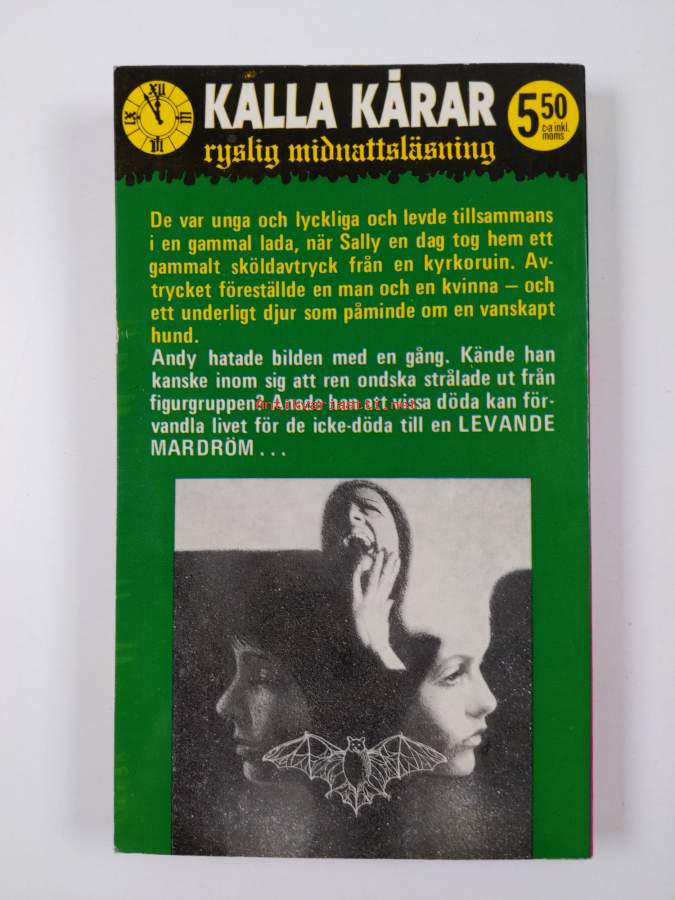 XII
III
IX
KALLA KÅRAR
ryslig midnattsläsning
5 50
c:a inkl.
moms
De var unga och lyckliga och levde tillsammans
i en gammal lada, när Sally en dag tog hem ett
gammalt sköldavtryck från en kyrkoruin. Av-
trycket föreställde en man och en kvinna – och
ett underligt djur som påminde om en vanskapt
hund.
Andy hatade bilden med en gång. Kände han
kanske inom sig att ren ondska strålade ut från
figurgruppen? Anade han att vissa döda kan för-
vandla livet för de icke-döda till en LEVANDE
MARDRÖM ...